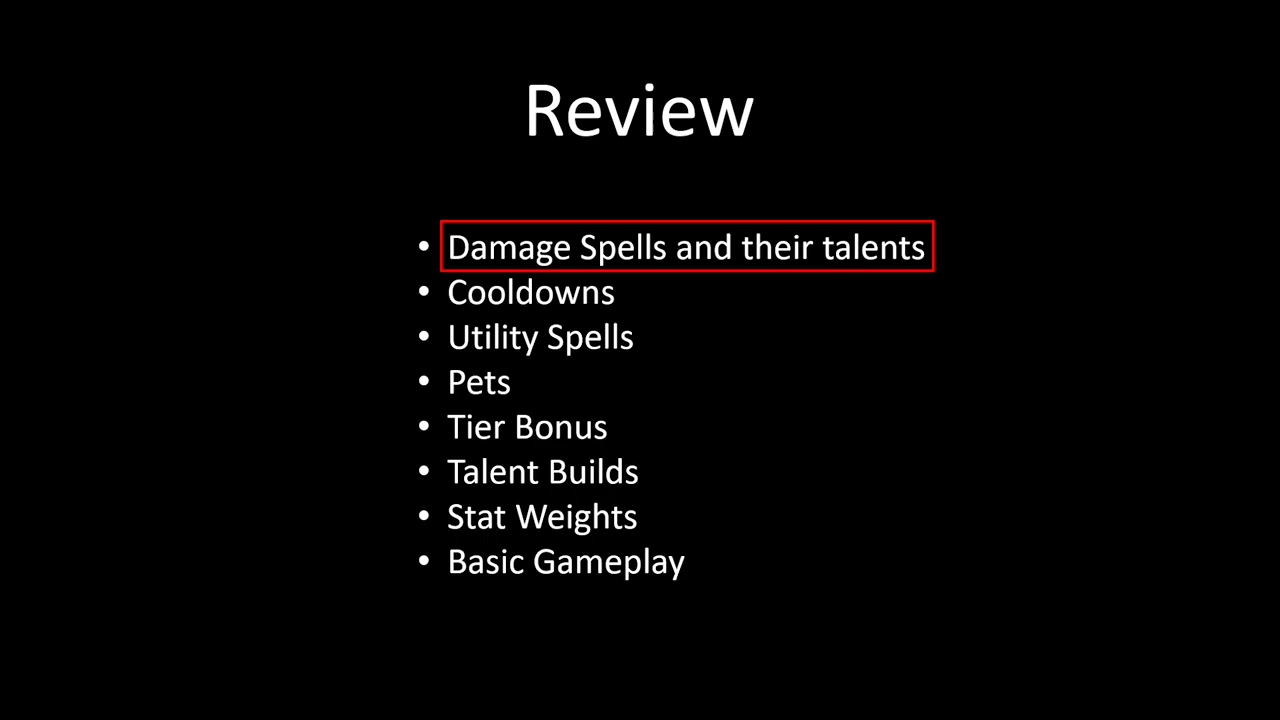 Review
• Damage Spells and their talents
• Cooldowns
• Utility Spells
• Pets
• Tier Bonus
• Talent Builds
• Stat Weights
• Basic Gameplay